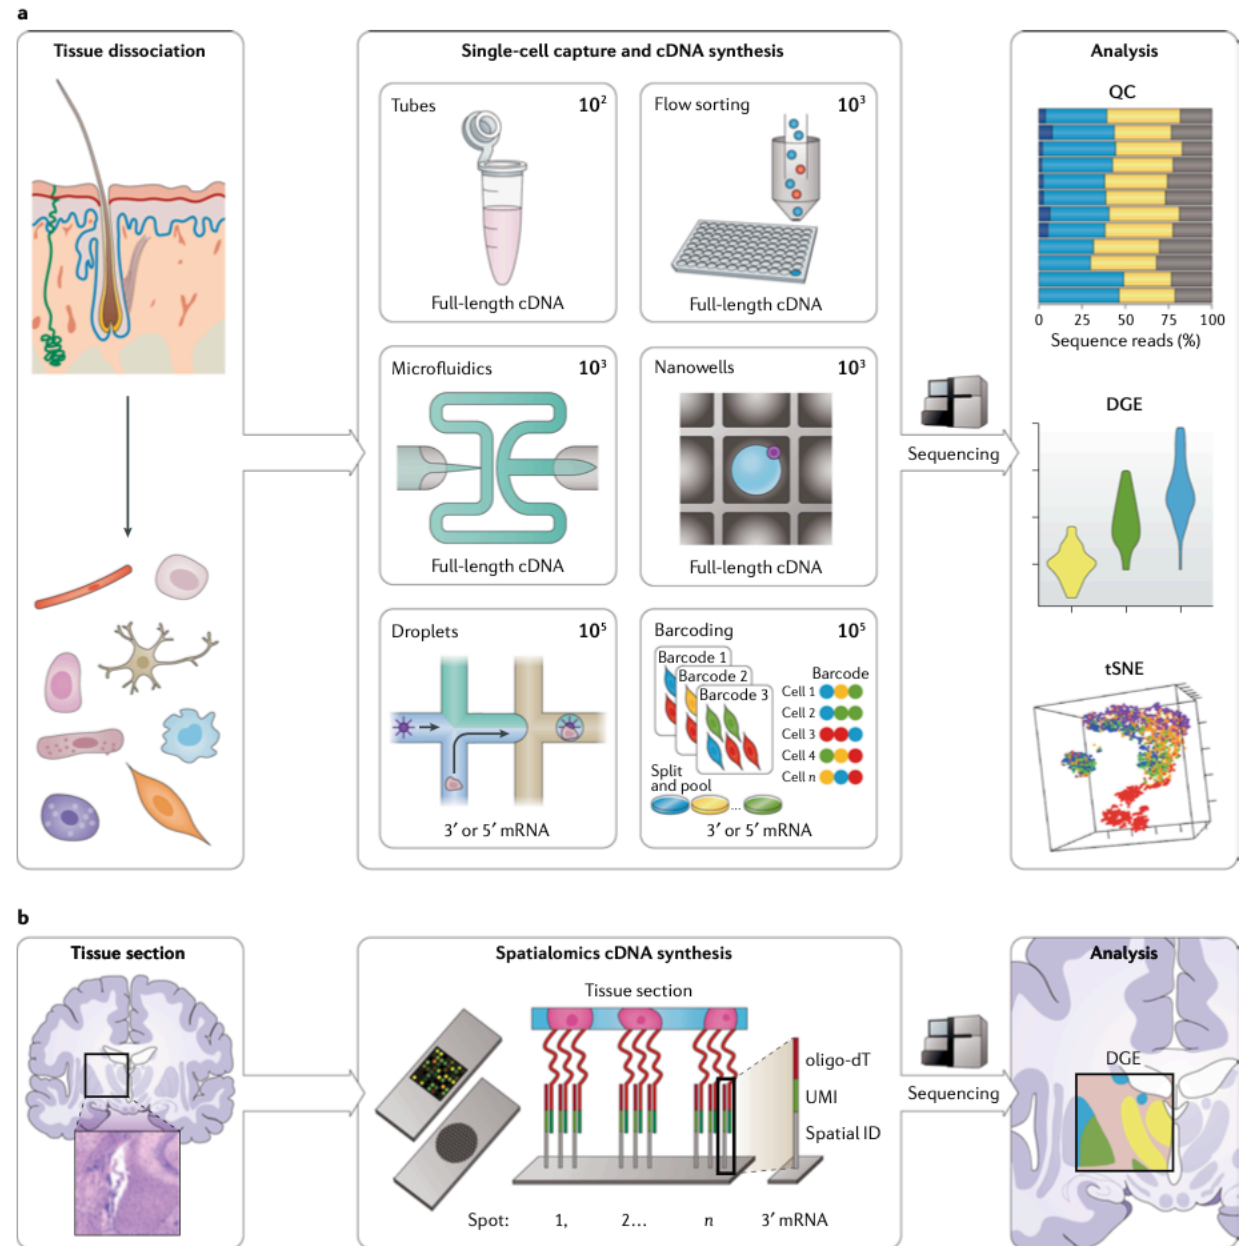 a
Tissue dissociation
Single-cell capture and cDNA synthesis
Tubes 10²
Full-length cDNA
Flow sorting 10³
Full-length cDNA
Microfluidics 10³
Full-length cDNA
Nanowells 10³
Full-length cDNA
Droplets 10⁵
3′ or 5′ mRNA
Barcoding 10⁵
Barcode 1
Barcode 2
Barcode 3
Barcode
Cell 1
Cell 2
Cell 3
Cell 4
Cell n
Split
and pool
...
3′ or 5′ mRNA
Sequencing
Analysis
QC
0 25 50 75 100
Sequence reads (%)
DGE
tSNE
b
Tissue section
Spatialomics cDNA synthesis
Tissue section
oligo-dT
UMI
Spatial ID
Spot: 1, 2... n 3′ mRNA
Sequencing
Analysis
DGE